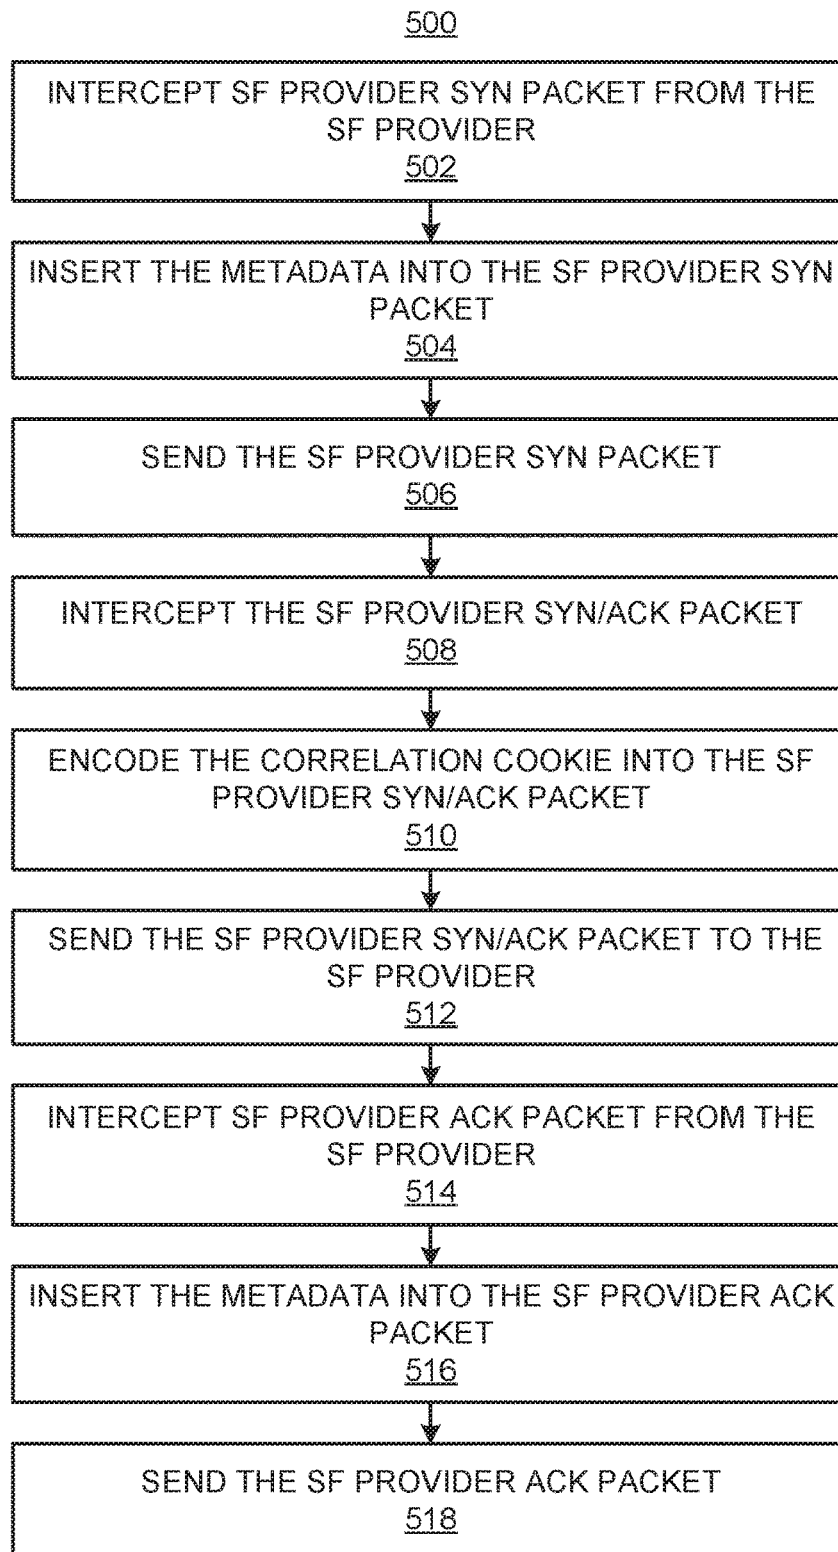 500
INTERCEPT SF PROVIDER SYN PACKET FROM THE
SF PROVIDER
502
INSERT THE METADATA INTO THE SF PROVIDER SYN
PACKET
504
SEND THE SF PROVIDER SYN PACKET
506
INTERCEPT THE SF PROVIDER SYN/ACK PACKET
508
ENCODE THE CORRELATION COOKIE INTO THE SF
PROVIDER SYN/ACK PACKET
510
SEND THE SF PROVIDER SYN/ACK PACKET TO THE
SF PROVIDER
512
INTERCEPT SF PROVIDER ACK PACKET FROM THE
SF PROVIDER
514
INSERT THE METADATA INTO THE SF PROVIDER ACK
PACKET
516
SEND THE SF PROVIDER ACK PACKET
518